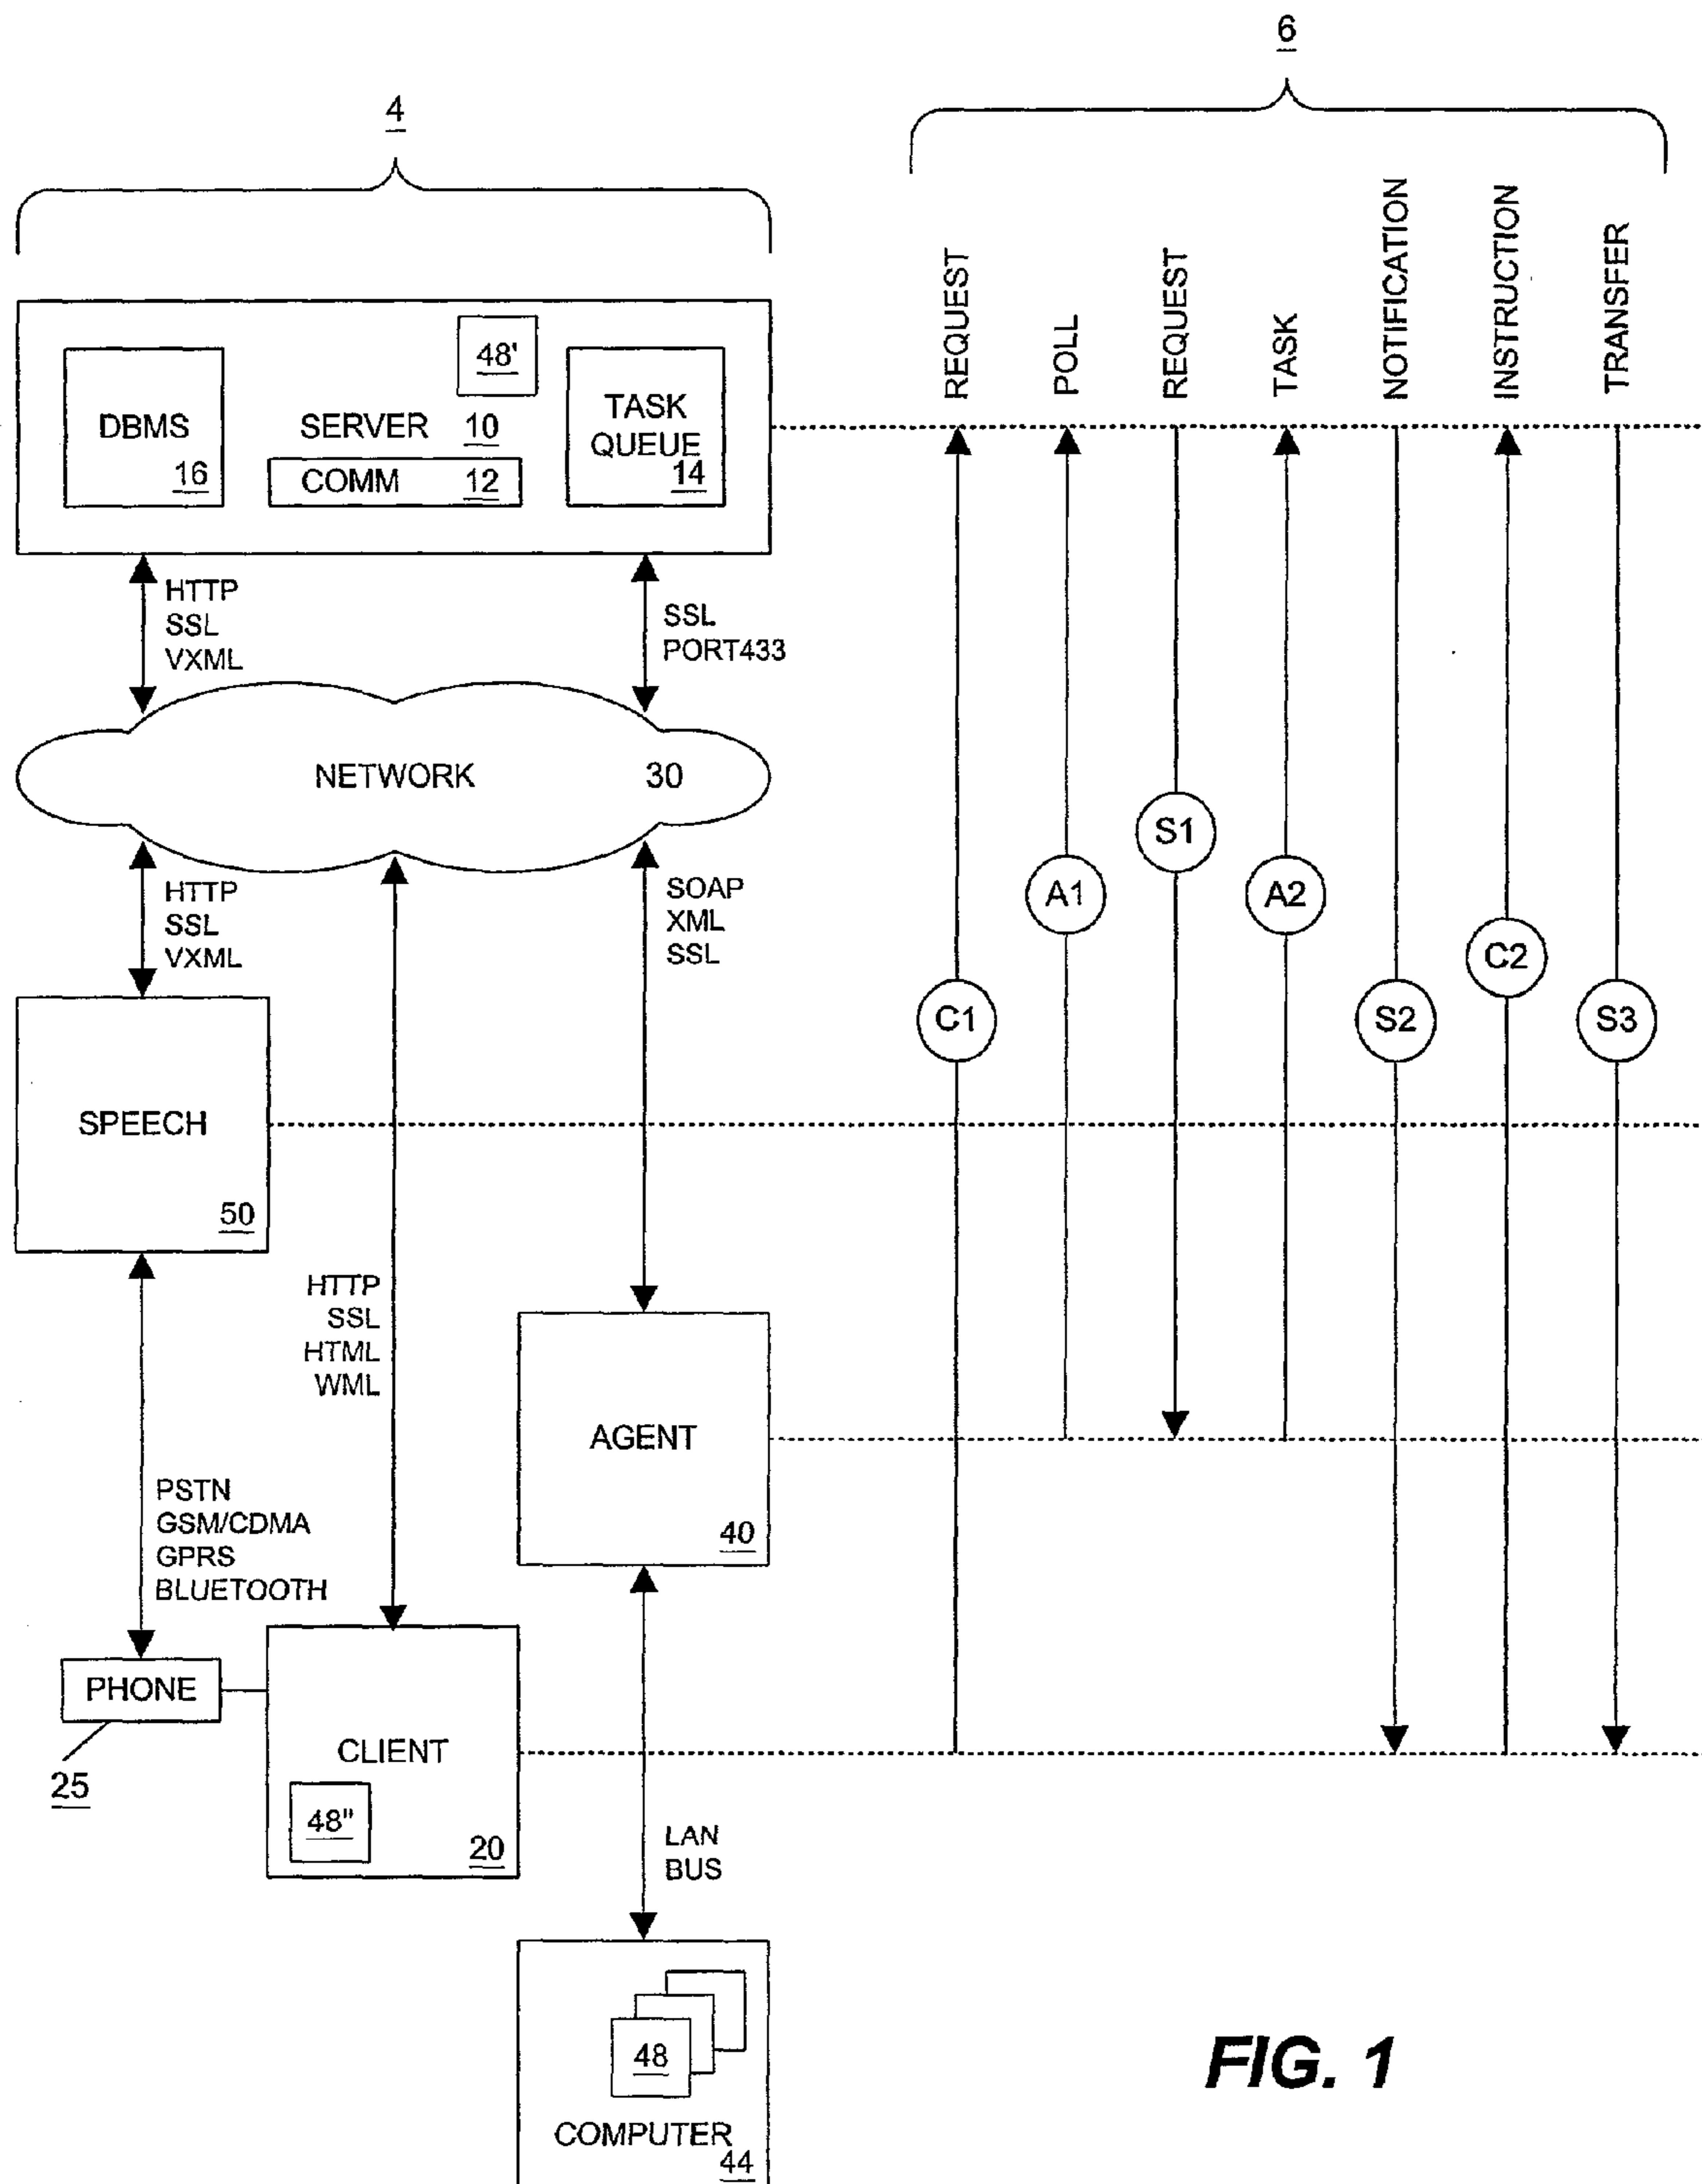 6
4
REQUEST
POLL
REQUEST
TASK
NOTIFICATION
INSTRUCTION
TRANSFER
48'
DBMS
16
SERVER 10
COMM 12
TASK
QUEUE
14
HTTP
SSL
VXML
SSL
PORT433
NETWORK 30
HTTP
SSL
VXML
SOAP
XML
SSL
S1
A1
A2
C2
C1
S2
S3
SPEECH
50
HTTP
SSL
HTML
WML
AGENT
40
PSTN
GSM/CDMA
GPRS
BLUETOOTH
PHONE
25
CLIENT
48"
20
LAN
BUS
48
COMPUTER
44
FIG. 1